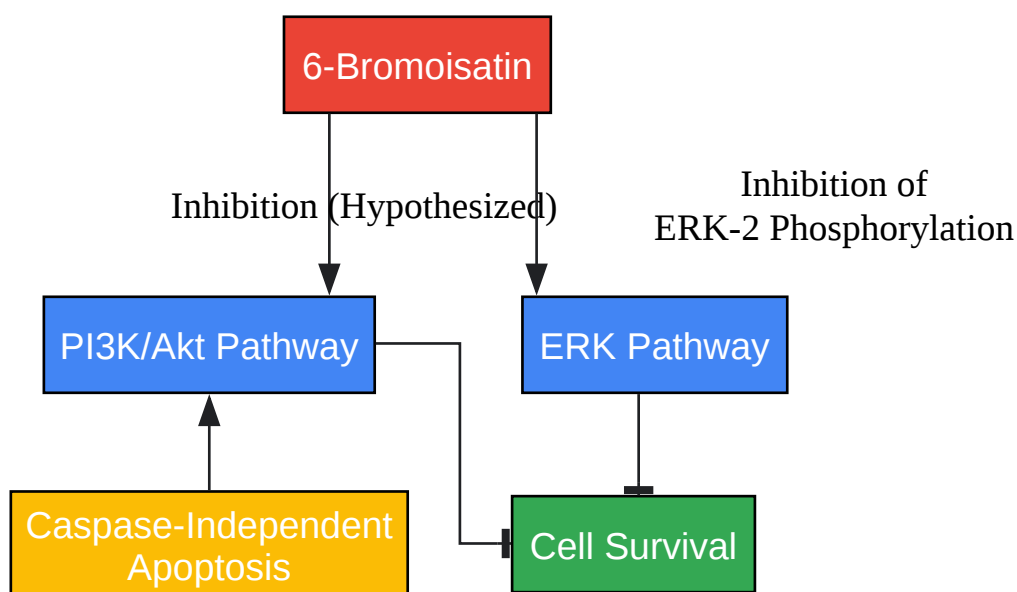 6-Bromoisatin
Inhibition of
Inhibition (Hypothesized)
ERK-2 Phosphorylation
PI3K/Akt Pathway
ERK Pathway
Caspase-Independent
Apoptosis
Cell Survival